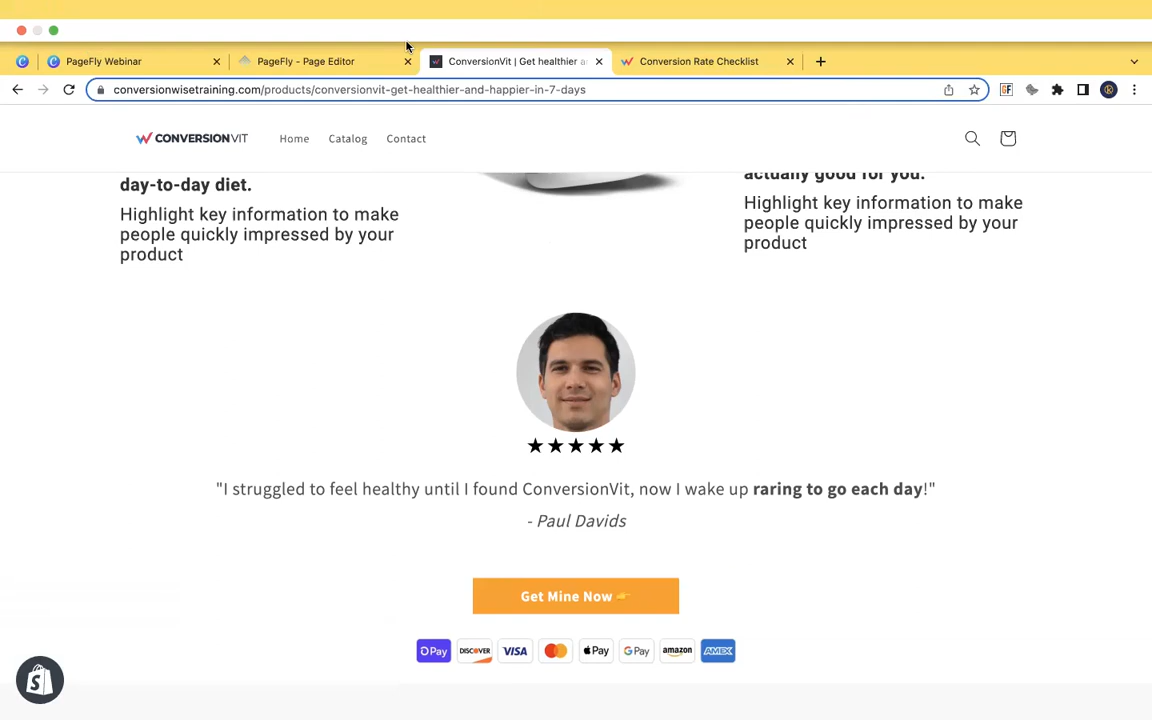 PageFly Webinar
PageFly - Page Editor
ConversionVit | Get healthier a
Conversion Rate Checklist
conversionwisetraining.com/products/conversionvit-get-healthier-and-happier-in-7-days
GF
CONVERSIONVIT
Home
Catalog
Contact
day-to-day diet.
Highlight key information to make
people quickly impressed by your
product
actually good for you.
Highlight key information to make
people quickly impressed by your
product
★★★★★
"I struggled to feel healthy until I found ConversionVit, now I wake up raring to go each day!"
- Paul Davids
Get Mine Now 👉
Pay
DISCOVER
VISA
Pay
G Pay
amazon
AMEX